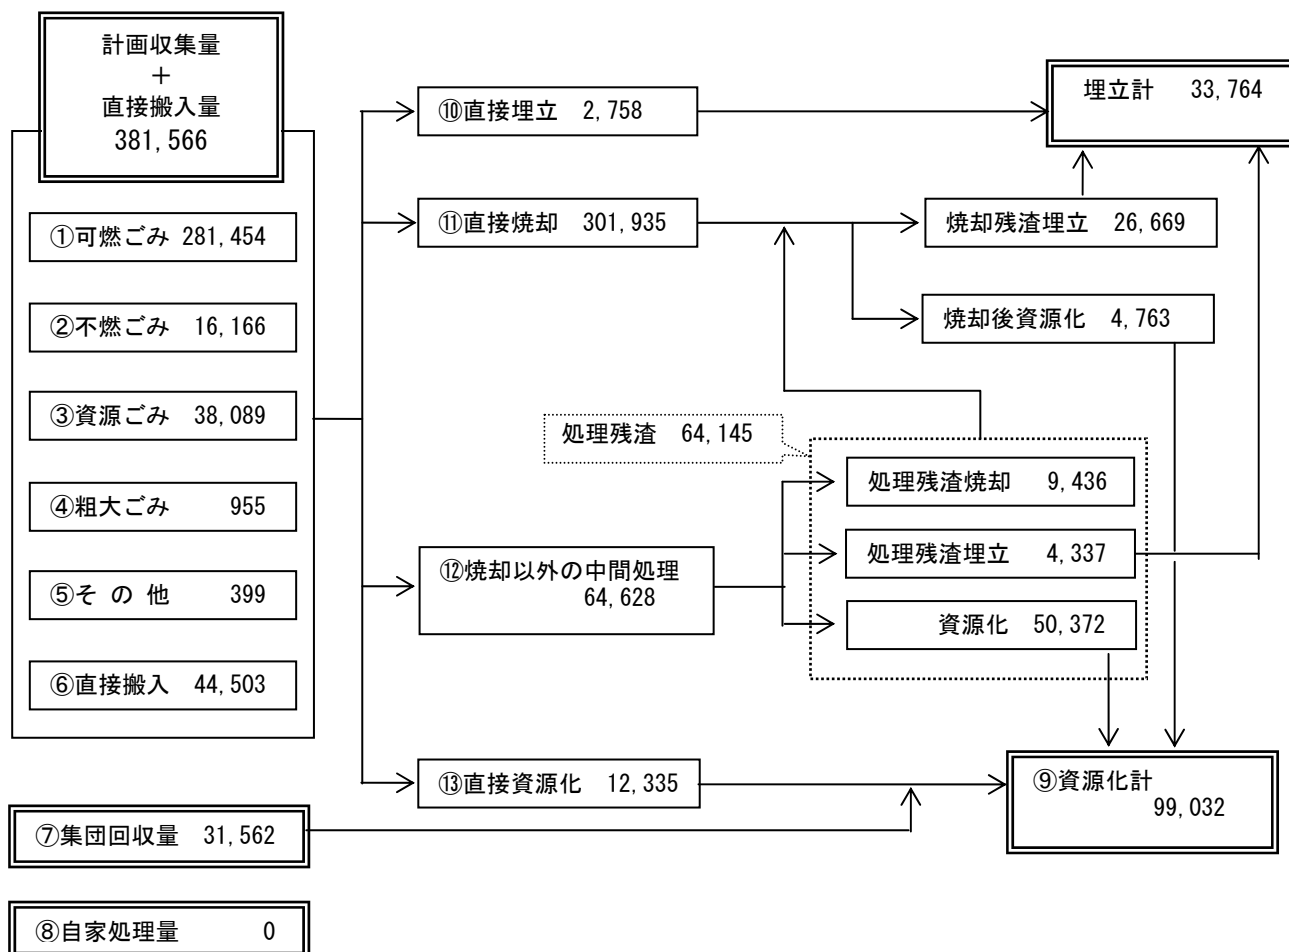 計画収集量
＋
直接搬入量
381,566
①可燃ごみ 281,454
②不燃ごみ 16,166
③資源ごみ 38,089
④粗大ごみ 955
⑤そ の 他 399
⑥直接搬入 44,503
⑦集団回収量 31,562
⑧自家処理量 0
⑩直接埋立 2,758
⑪直接焼却 301,935
処理残渣 64,145
⑫焼却以外の中間処理
64,628
⑬直接資源化 12,335
埋立計 33,764
焼却残渣埋立 26,669
焼却後資源化 4,763
処理残渣焼却 9,436
処理残渣埋立 4,337
資源化 50,372
⑨資源化計
99,032